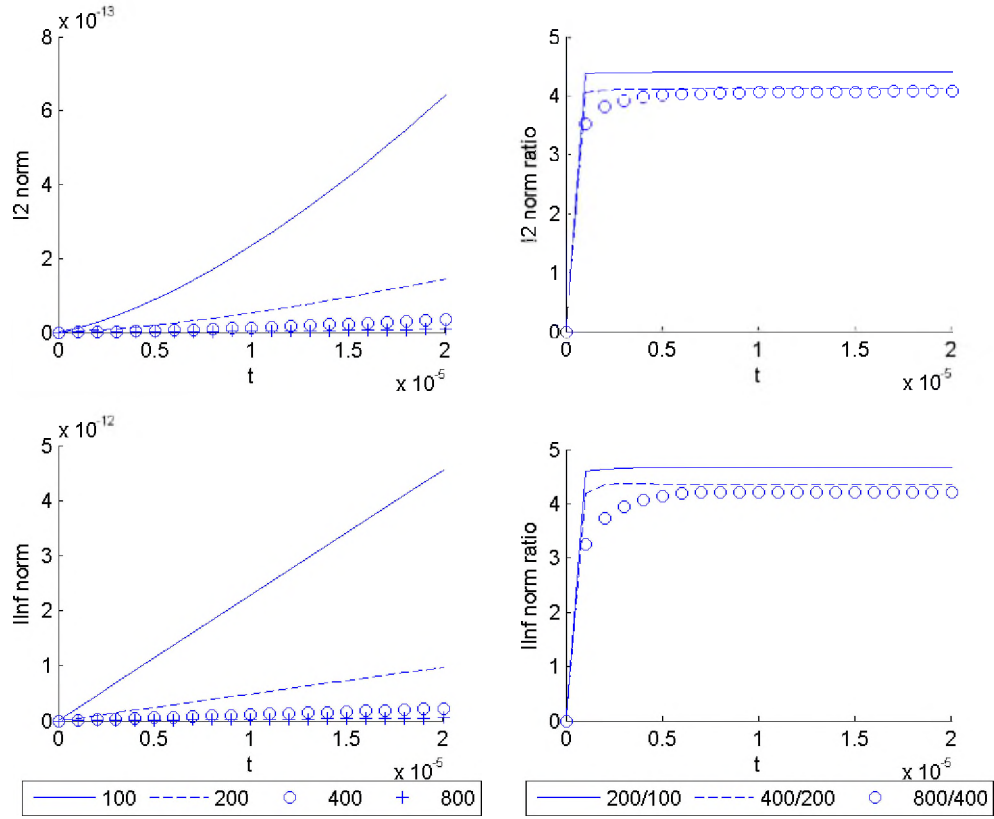 x 10^-13
8
6
4
2
0
0 0.5 1 1.5 2
x 10^-5
t
l2 norm
5
4
3
2
1
0
0 0.5 1 1.5 2
x 10^-5
t
l2 norm ratio
x 10^-12
5
4
3
2
1
0
0 0.5 1 1.5 2
x 10^-5
t
lInf norm
5
4
3
2
1
0
0 0.5 1 1.5 2
x 10^-5
t
lInf norm ratio
100 200 400 800
200/100 400/200 800/400